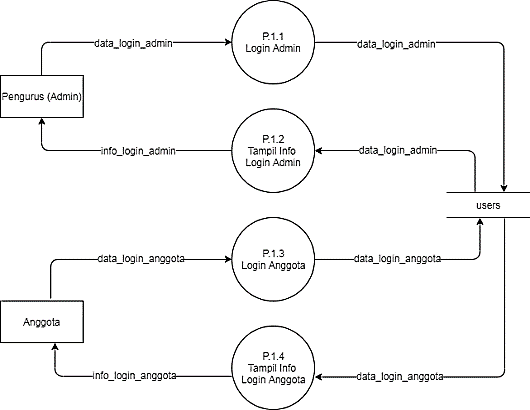 P.1.1
Login Admin
data_login_admin
data_login_admin
Pengurus (Admin)
P.1.2
Tampil Info
Login Admin
info_login_admin
data_login_admin
users
P.1.3
Login Anggota
data_login_anggota
data_login_anggota
Anggota
P.1.4
Tampil Info
Login Anggota
info_login_anggota
data_login_anggota